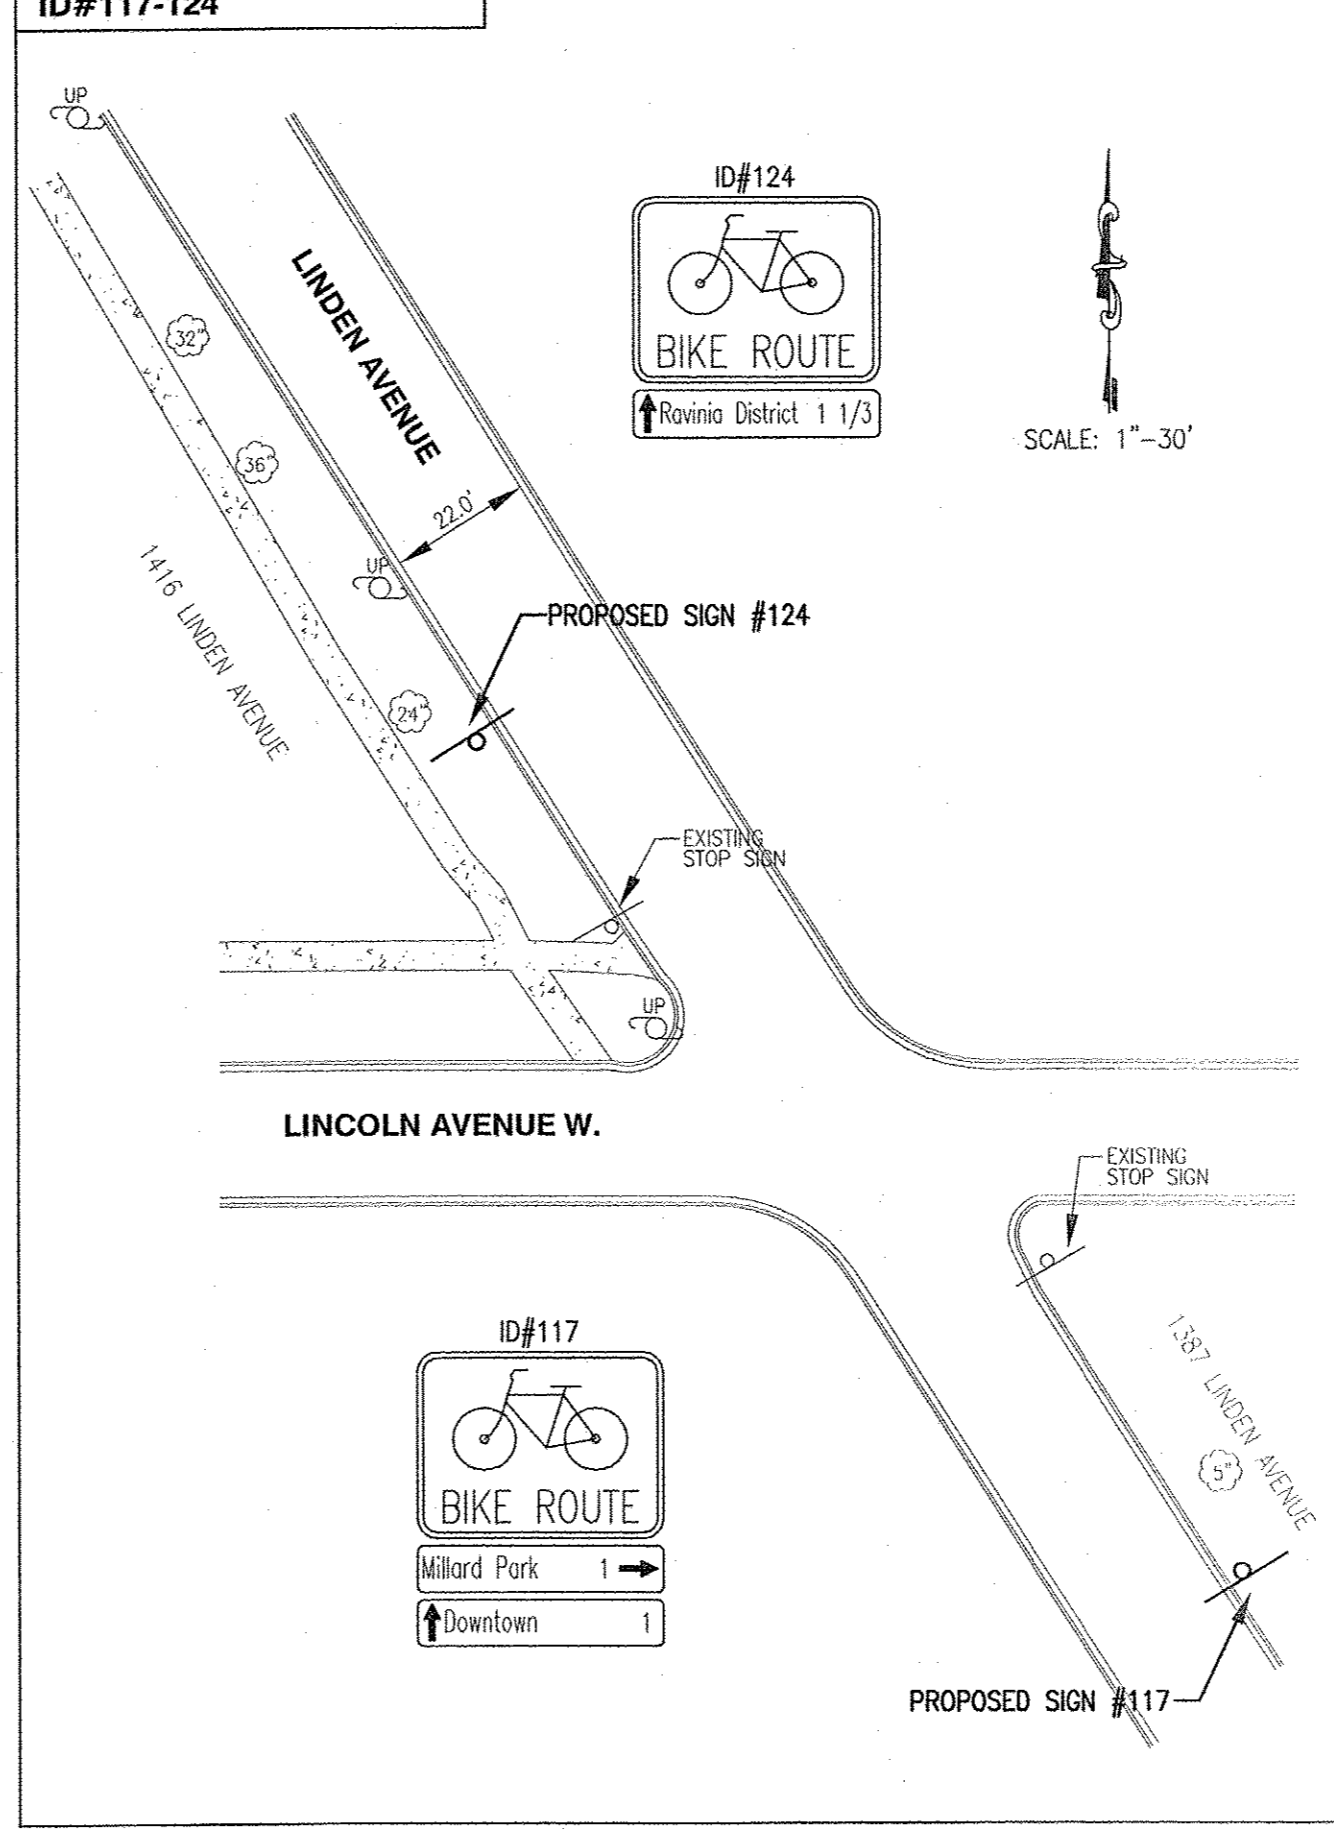 ID#117-124
UP
ID#124
BIKE ROUTE
Ravinia District 1 1/3
SCALE: 1"-30'
LINDEN AVENUE
32"
36"
22.0'
UP
1416 LINDEN AVENUE
PROPOSED SIGN #124
24"
EXISTING
STOP SIGN
UP
LINCOLN AVENUE W.
EXISTING
STOP SIGN
ID#117
BIKE ROUTE
Millard Park 1
Downtown 1
1387 LINDEN AVENUE
5"
PROPOSED SIGN #117